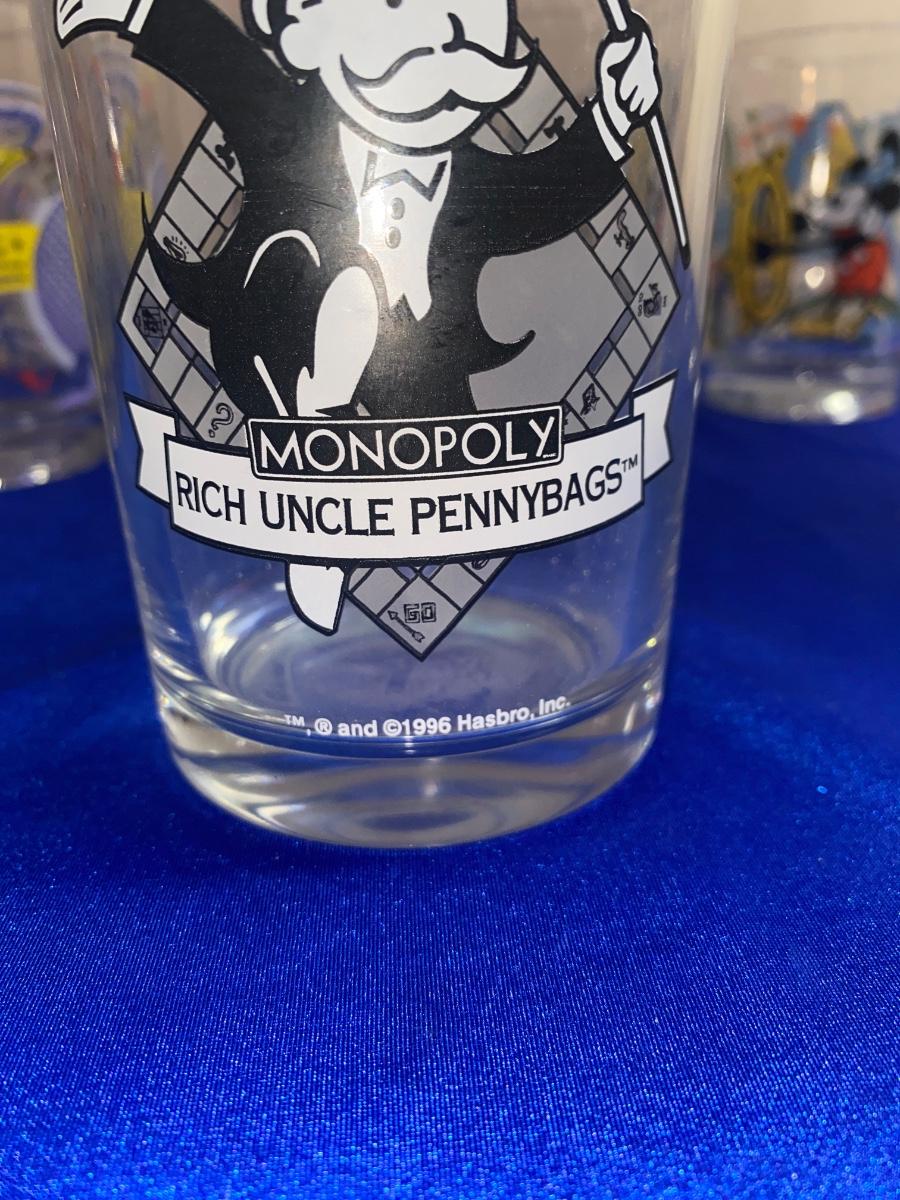 MONOPOLY
RICH UNCLE PENNYBAGS™
?
GO
™, ® and ©1996 Hasbro, Inc.